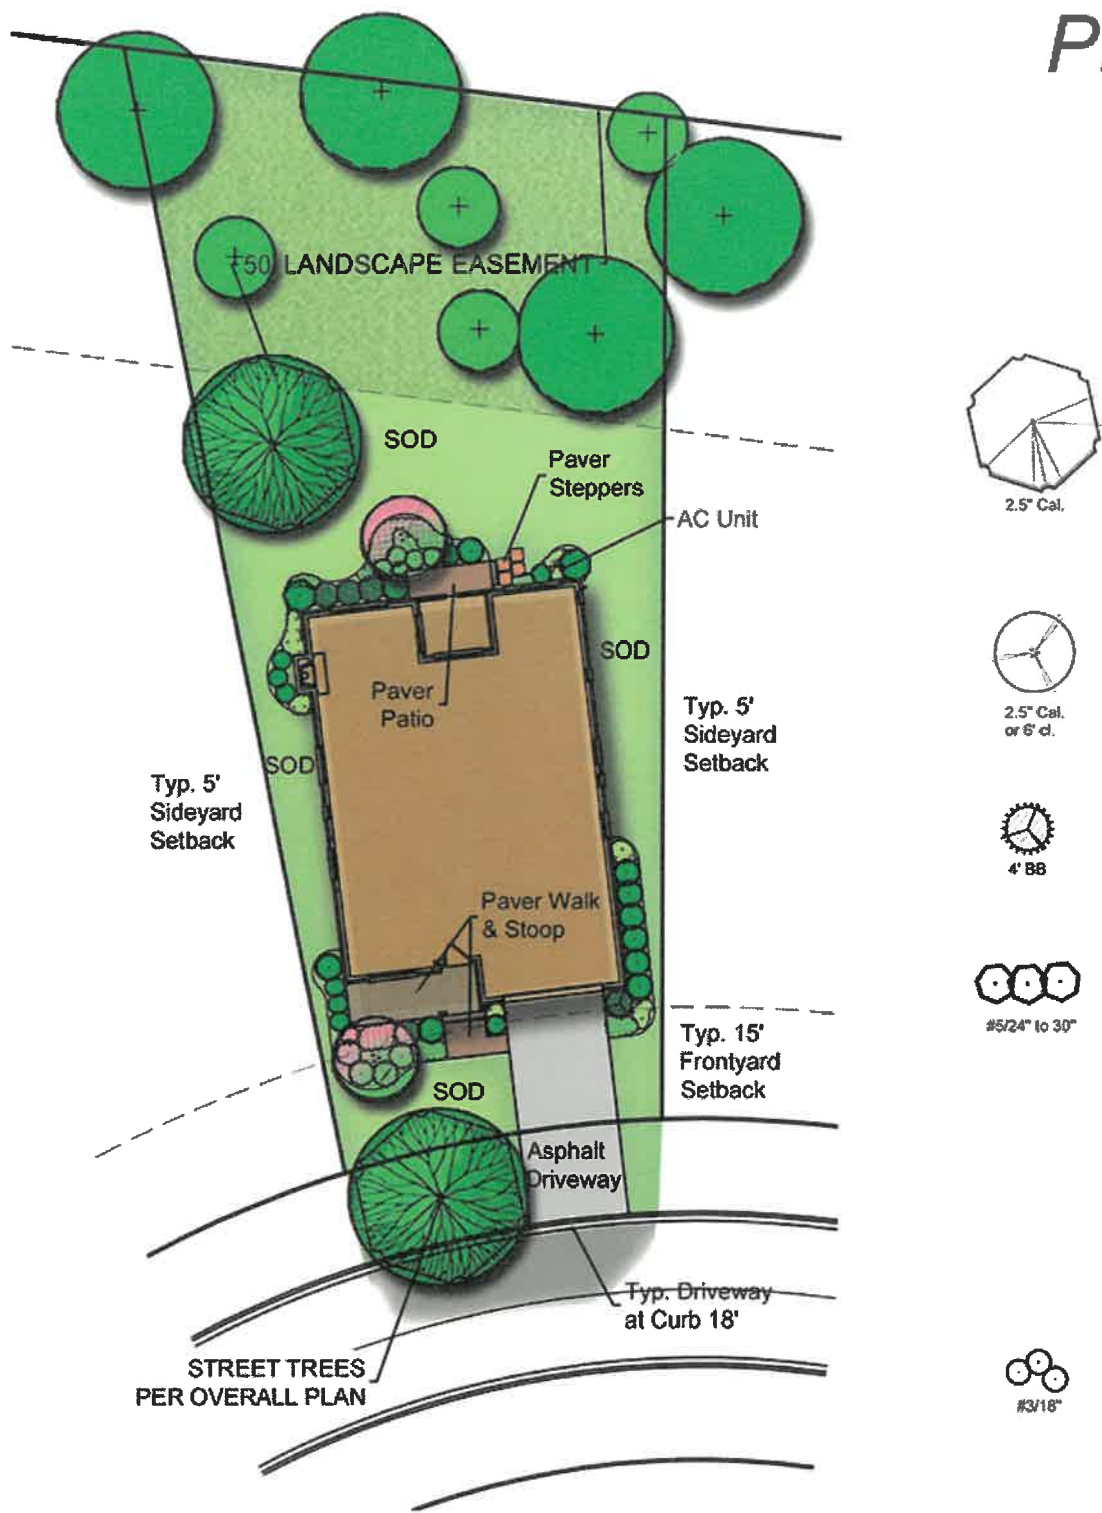 50' LANDSCAPE EASEMENT
SOD
Paver
Steppers
AC Unit
2.5" Cal.
SOD
Paver
Patio
Typ. 5'
Sideyard
Setback
2.5" Cal.
or 6' cl.
SOD
Typ. 5'
Sideyard
Setback
4' BB
Paver Walk
& Stoop
#5/24" to 30"
Typ. 15'
Frontyard
Setback
SOD
Asphalt
Driveway
Typ. Driveway
at Curb 18'
STREET TREES
PER OVERALL PLAN
#3/18"